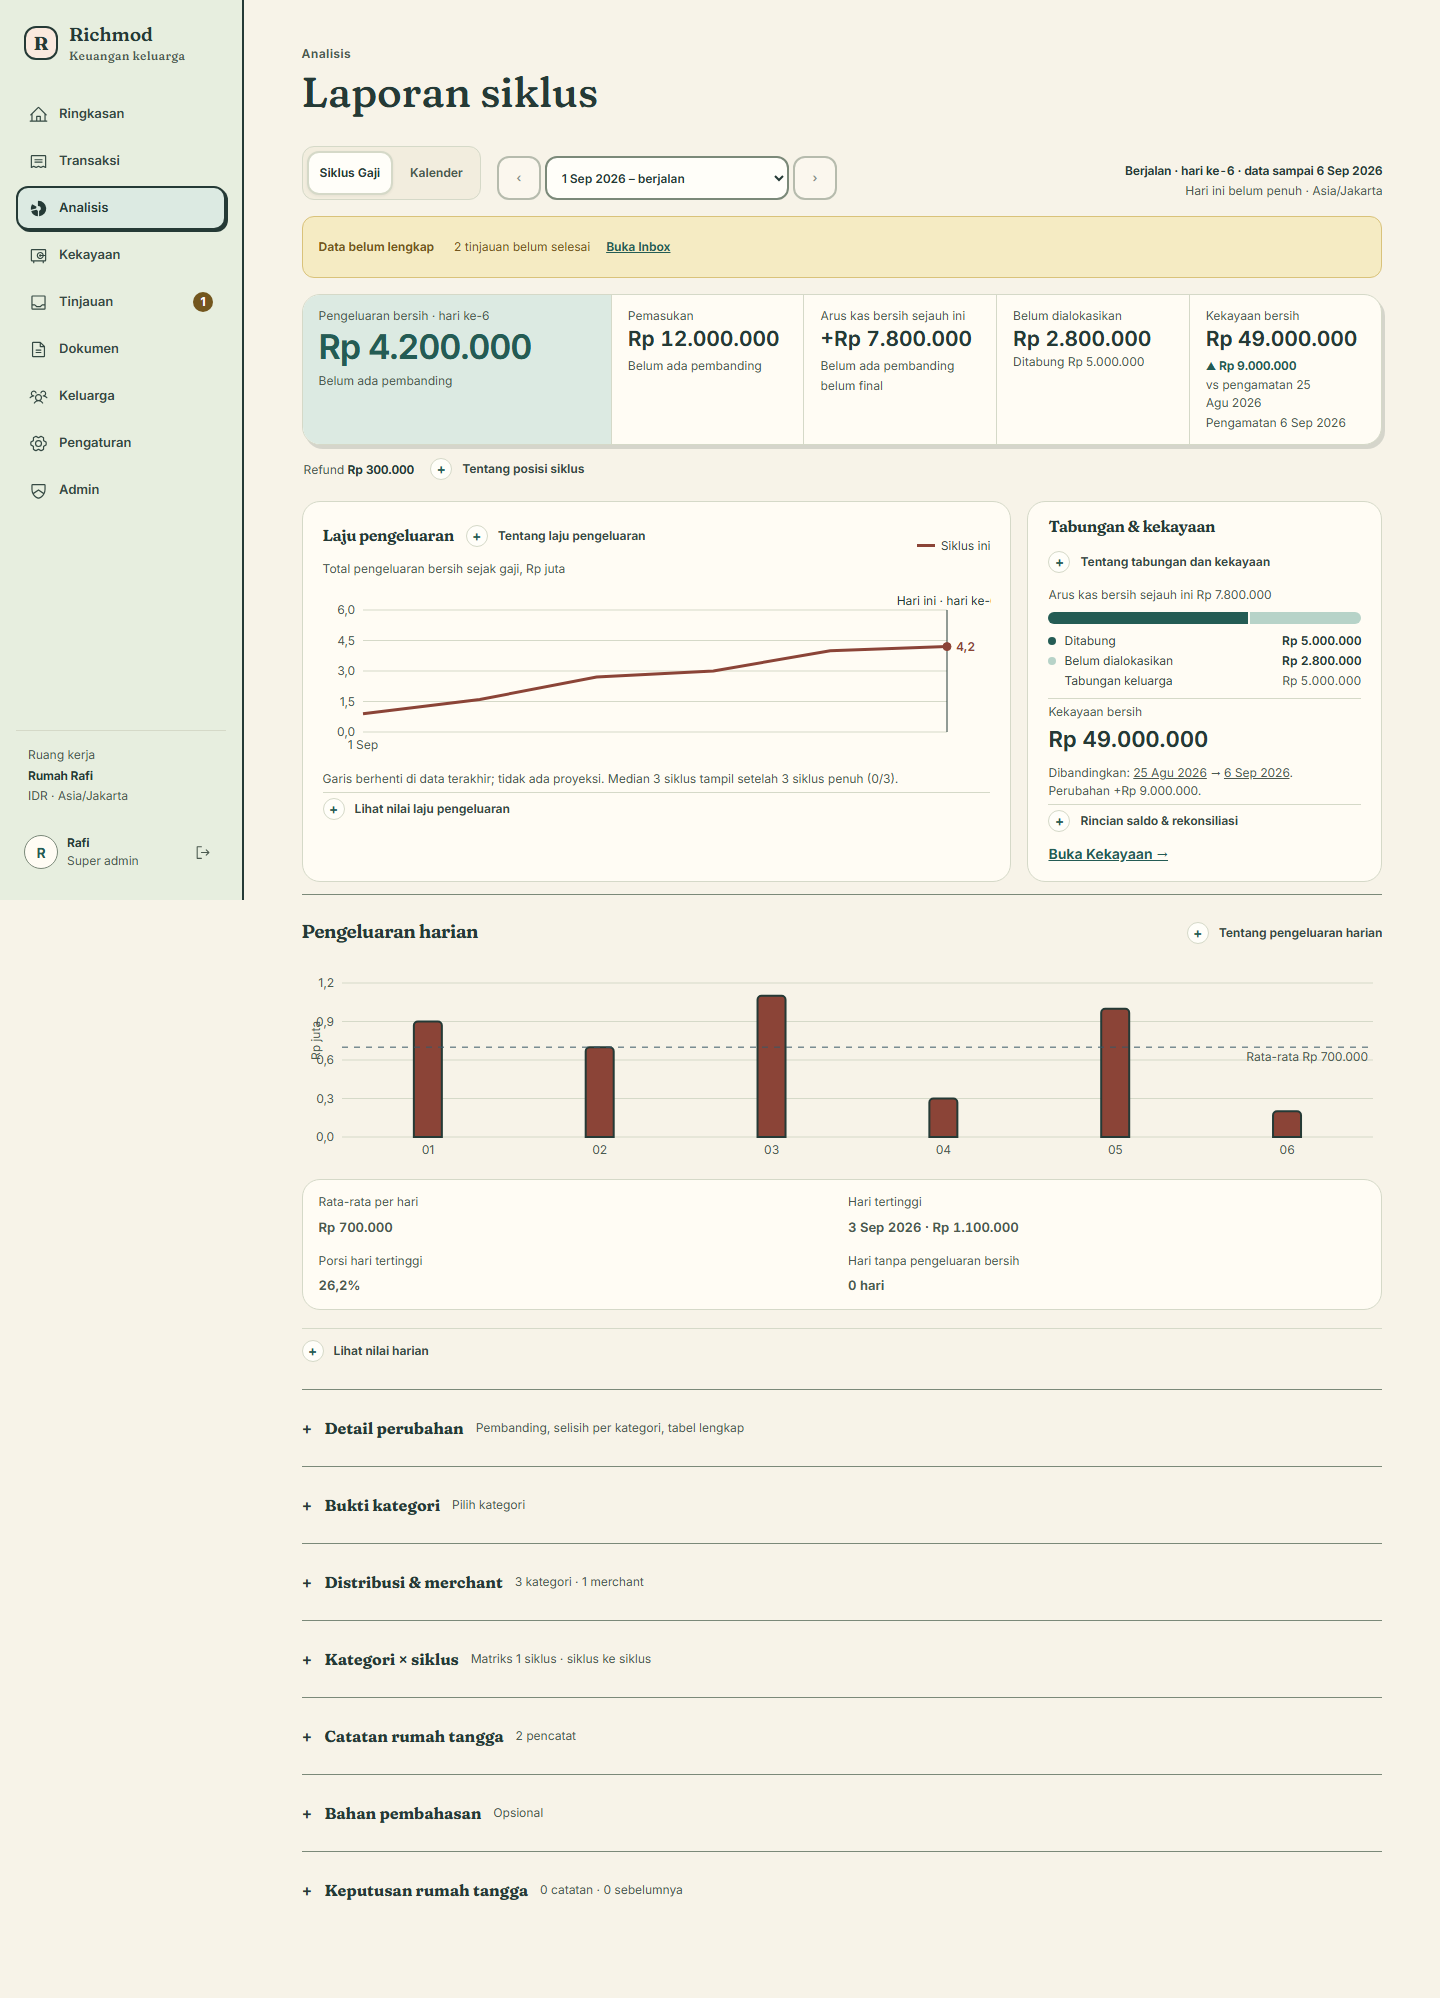 R
Richmod
Keuangan keluarga
Ringkasan
Transaksi
Analisis
Kekayaan
Tinjauan
1
Dokumen
Keluarga
Pengaturan
Admin
Ruang kerja
Rumah Rafi
IDR · Asia/Jakarta
R
Rafi
Super admin
Analisis
Laporan siklus
Siklus Gaji
Kalender
‹
1 Sep 2026 – berjalan
›
Berjalan · hari ke-6 · data sampai 6 Sep 2026
Hari ini belum penuh · Asia/Jakarta
Data belum lengkap 2 tinjauan belum selesai Buka Inbox
Pengeluaran bersih · hari ke-6
Rp 4.200.000
Belum ada pembanding
Pemasukan
Rp 12.000.000
Belum ada pembanding
Arus kas bersih sejauh ini
+Rp 7.800.000
Belum ada pembanding
belum final
Belum dialokasikan
Rp 2.800.000
Ditabung Rp 5.000.000
Kekayaan bersih
Rp 49.000.000
▲ Rp 9.000.000
vs pengamatan 25
Agu 2026
Pengamatan 6 Sep 2026
Refund Rp 300.000 + Tentang posisi siklus
Laju pengeluaran + Tentang laju pengeluaran
Siklus ini
Total pengeluaran bersih sejak gaji, Rp juta
Hari ini · hari ke-
6,0
4,5
3,0
1,5
0,0
4,2
1 Sep
Garis berhenti di data terakhir; tidak ada proyeksi. Median 3 siklus tampil setelah 3 siklus penuh (0/3).
+ Lihat nilai laju pengeluaran
Tabungan & kekayaan
+ Tentang tabungan dan kekayaan
Arus kas bersih sejauh ini Rp 7.800.000
Ditabung Rp 5.000.000
Belum dialokasikan Rp 2.800.000
Tabungan keluarga Rp 5.000.000
Kekayaan bersih
Rp 49.000.000
Dibandingkan: 25 Agu 2026 → 6 Sep 2026.
Perubahan +Rp 9.000.000.
+ Rincian saldo & rekonsiliasi
Buka Kekayaan →
Pengeluaran harian
+ Tentang pengeluaran harian
Rp juta
1,2
0,9
0,6
0,3
0,0
Rata-rata Rp 700.000
01 02 03 04 05 06
Rata-rata per hari
Rp 700.000
Hari tertinggi
3 Sep 2026 · Rp 1.100.000
Porsi hari tertinggi
26,2%
Hari tanpa pengeluaran bersih
0 hari
+ Lihat nilai harian
+ Detail perubahan Pembanding, selisih per kategori, tabel lengkap
+ Bukti kategori Pilih kategori
+ Distribusi & merchant 3 kategori · 1 merchant
+ Kategori × siklus Matriks 1 siklus · siklus ke siklus
+ Catatan rumah tangga 2 pencatat
+ Bahan pembahasan Opsional
+ Keputusan rumah tangga 0 catatan · 0 sebelumnya